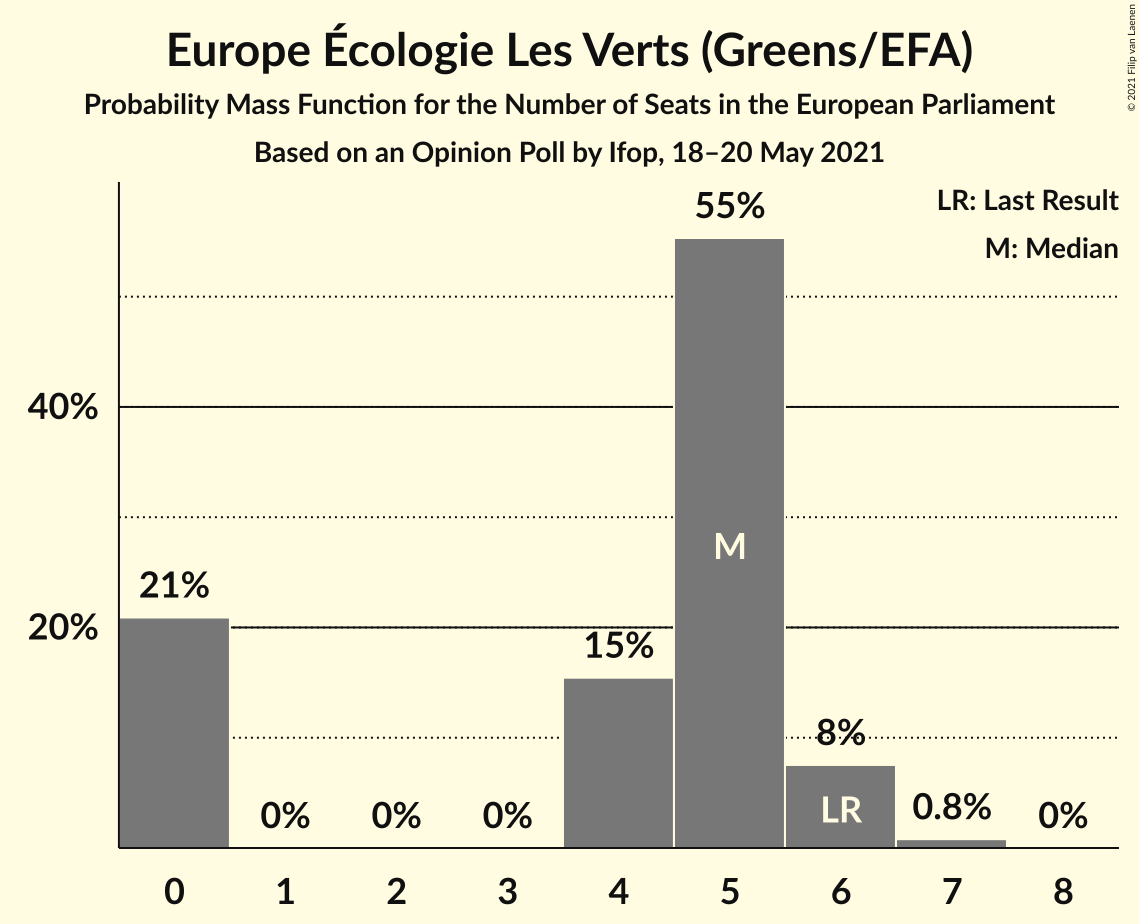 Europe Écologie Les Verts (Greens/EFA)
Probability Mass Function for the Number of Seats in the European Parliament
Based on an Opinion Poll by Ifop, 18–20 May 2021
© 2021 Filip van Laenen
LR: Last Result
M: Median
55%
40%
M
21%
20%
15%
8%
0%
0%
0%
LR
0.8%
0%
0
1
2
3
4
5
6
7
8